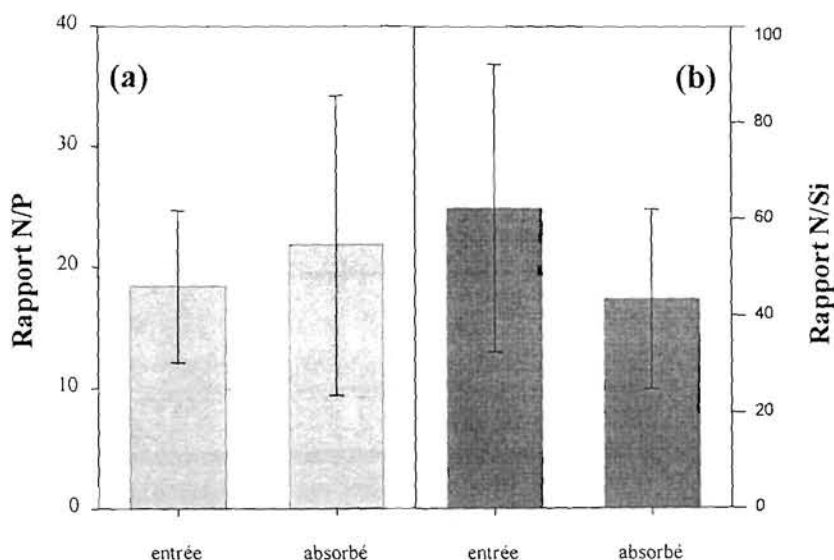 40
30
20
10
0
Rapport N/P
(a)
(b)
100
80
60
40
20
0
Rapport N/Si
entrée
absorbé
entrée
absorbé